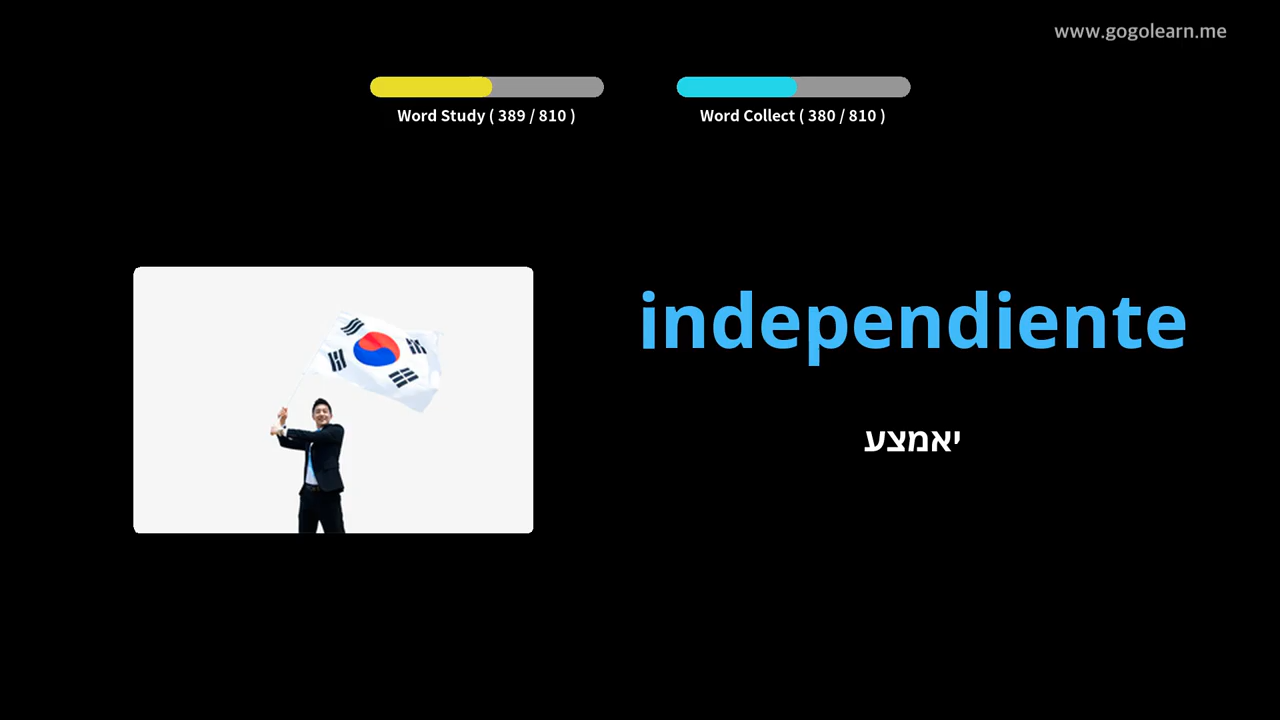 www.gogolearn.me
Word Study ( 389 / 810 )
Word Collect ( 380 / 810 )
independiente
יאמצע